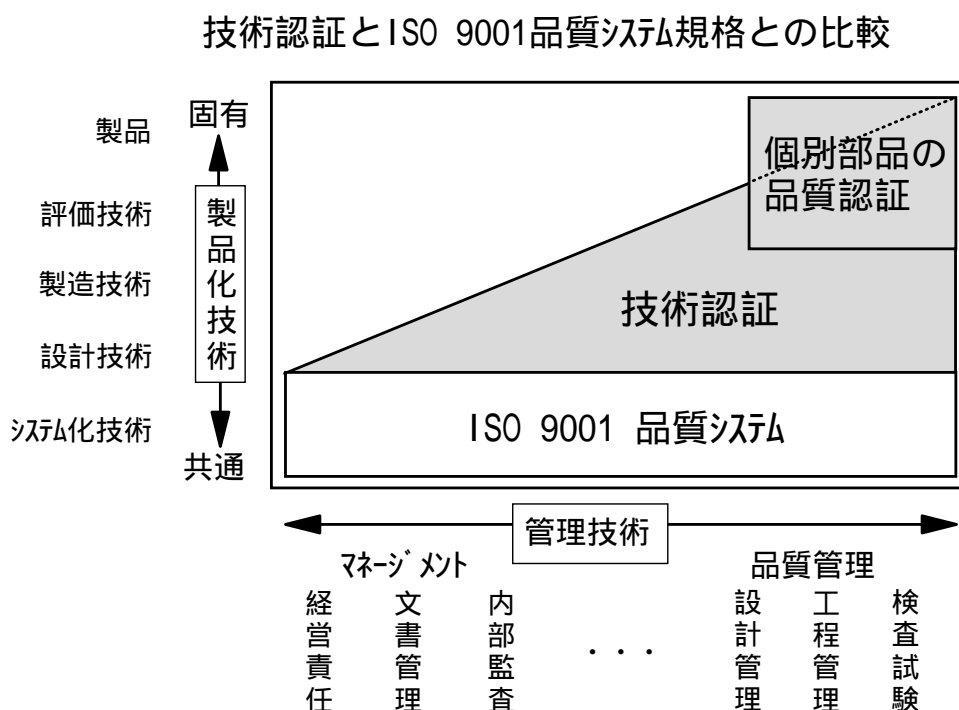 技術認証とISO 9001品質システム規格との比較
固有
製品
評価技術
製造技術
設計技術
システム化技術
製品化技術
共通
個別部品の
品質認証
技術認証
ISO 9001 品質システム
管理技術
マネージメント
品質管理
経営責任
文書管理
内部監査
・・・
設計管理
工程管理
検査試験